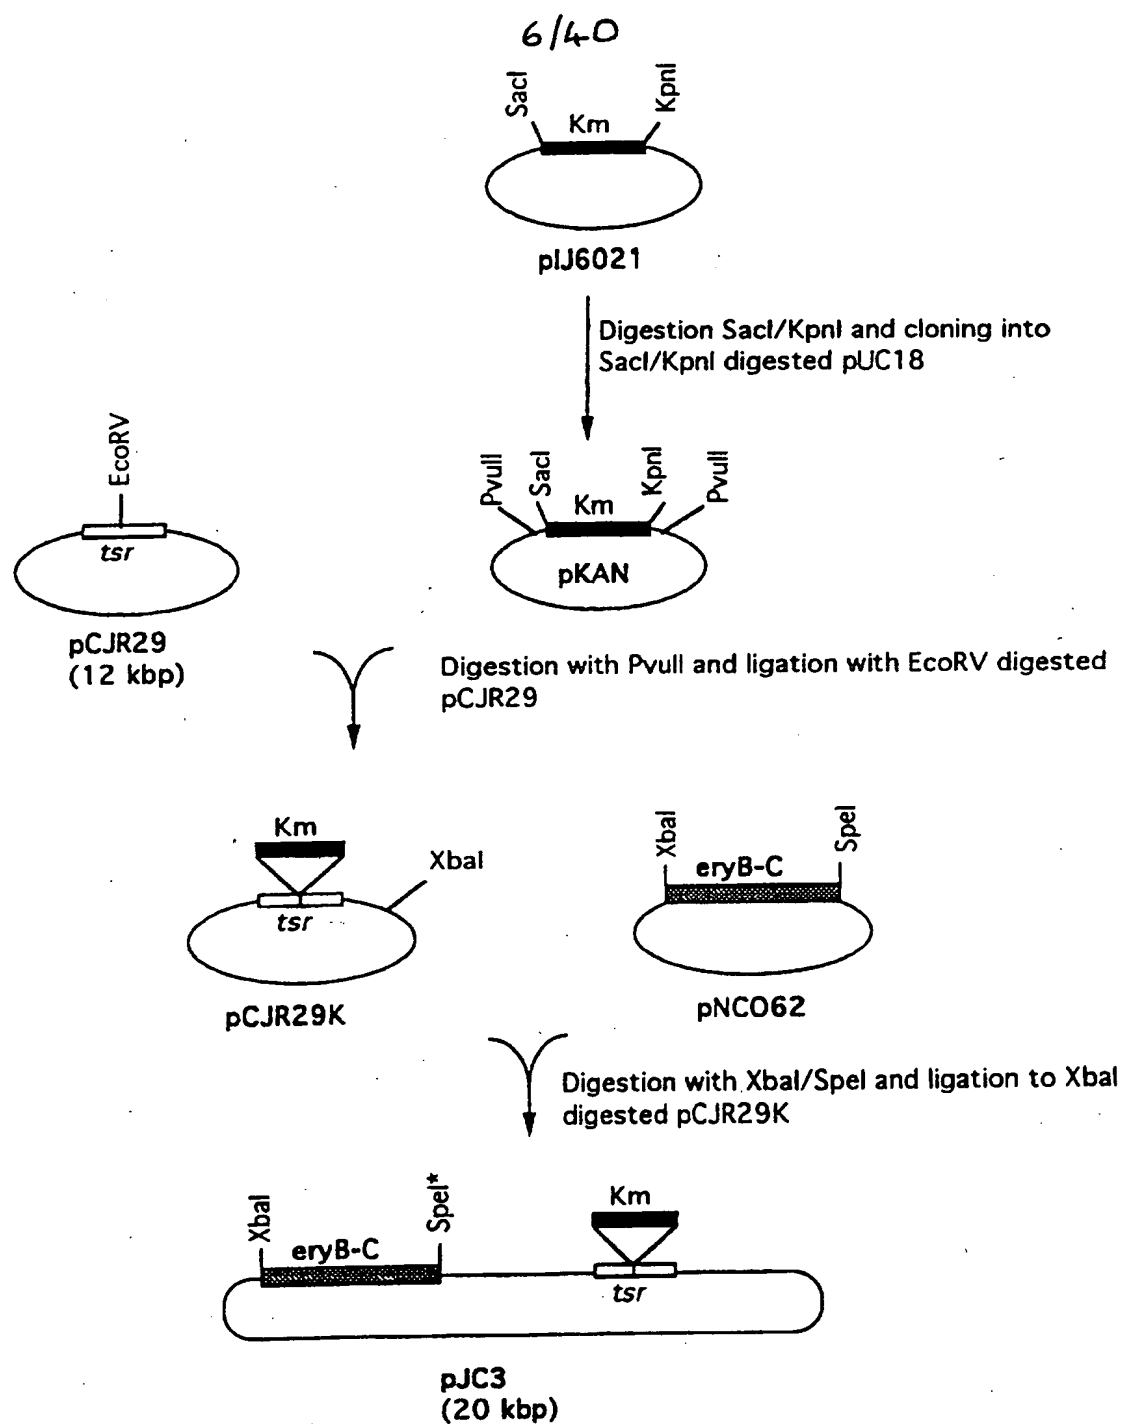 6/40
SacI
Km
KpnI
pIJ6021
Digestion SacI/KpnI and cloning into
SacI/KpnI digested pUC18
EcoRV
tsr
pCJR29
(12 kbp)
PvuII
SacI
Km
KpnI
PvuII
pKAN
Digestion with PvuII and ligation with EcoRV digested
pCJR29
Km
XbaI
tsr
pCJR29K
XbaI
eryB-C
SpeI
pNCO62
Digestion with XbaI/SpeI and ligation to XbaI
digested pCJR29K
XbaI
eryB-C
SpeI*
Km
tsr
pJC3
(20 kbp)